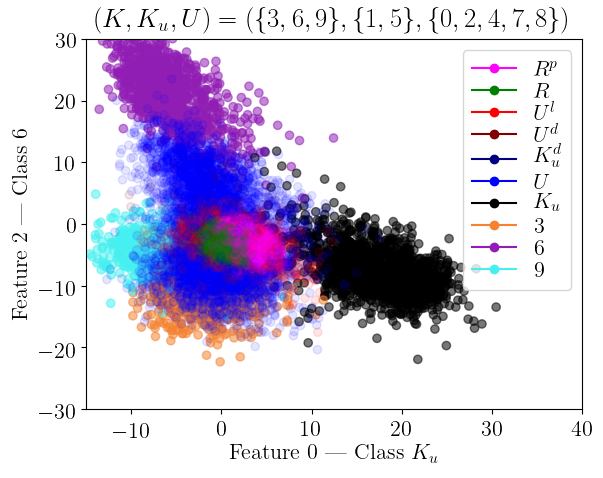 (K, K_u, U) = ({3, 6, 9}, {1, 5}, {0, 2, 4, 7, 8})
30
20
10
0
−10
−20
−30
Feature 2 — Class 6
R^p
R
U^l
U^d
K_u^d
U
K_u
3
6
9
−10
0
10
20
30
40
Feature 0 — Class K_u